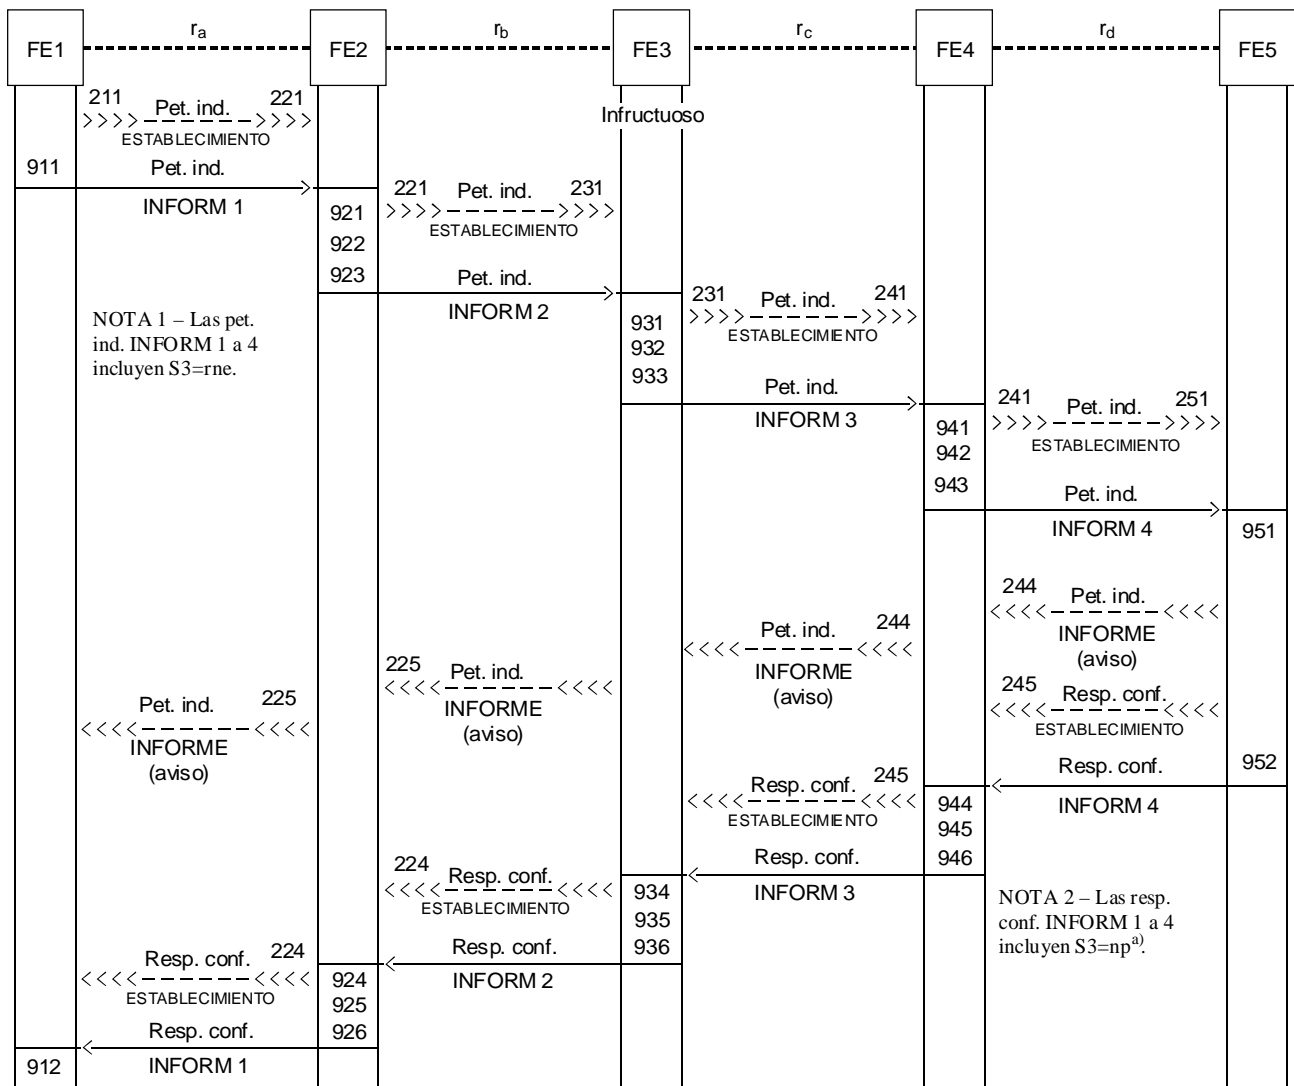 FE1 ra FE2 rb FE3 rc FE4 rd FE5
211 Pet. ind. 221
ESTABLECIMIENTO
Infructuoso
911 Pet. ind.
INFORM 1
221 Pet. ind. 231
ESTABLECIMIENTO
921
922
923
Pet. ind.
INFORM 2
231 Pet. ind. 241
ESTABLECIMIENTO
NOTA 1 – Las pet.
ind. INFORM 1 a 4
incluyen S3=rne.
931
932
933
Pet. ind.
INFORM 3
241 Pet. ind. 251
ESTABLECIMIENTO
941
942
943
Pet. ind.
INFORM 4
951
244 Pet. ind.
INFORME
(aviso)
Pet. ind. 244
INFORME
(aviso)
225 Pet. ind.
INFORME
(aviso)
Pet. ind. 225
INFORME
(aviso)
245 Resp. conf.
ESTABLECIMIENTO
Resp. conf. 952
INFORM 4
Resp. conf. 245
ESTABLECIMIENTO
944
945
946
Resp. conf.
INFORM 3
224 Resp. conf.
ESTABLECIMIENTO
934
935
936
NOTA 2 – Las resp.
conf. INFORM 1 a 4
incluyen S3=np a).
Resp. conf.
INFORM 2
Resp. conf. 224
ESTABLECIMIENTO
924
925
926
Resp. conf.
INFORM 1
912